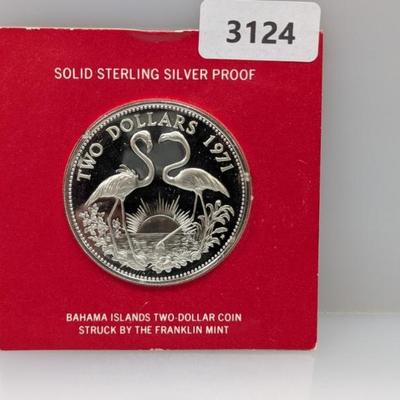 3124
SOLID STERLING SILVER PROOF
TWO DOLLARS 1971
BAHAMA ISLANDS TWO-DOLLAR COIN
STRUCK BY THE FRANKLIN MINT